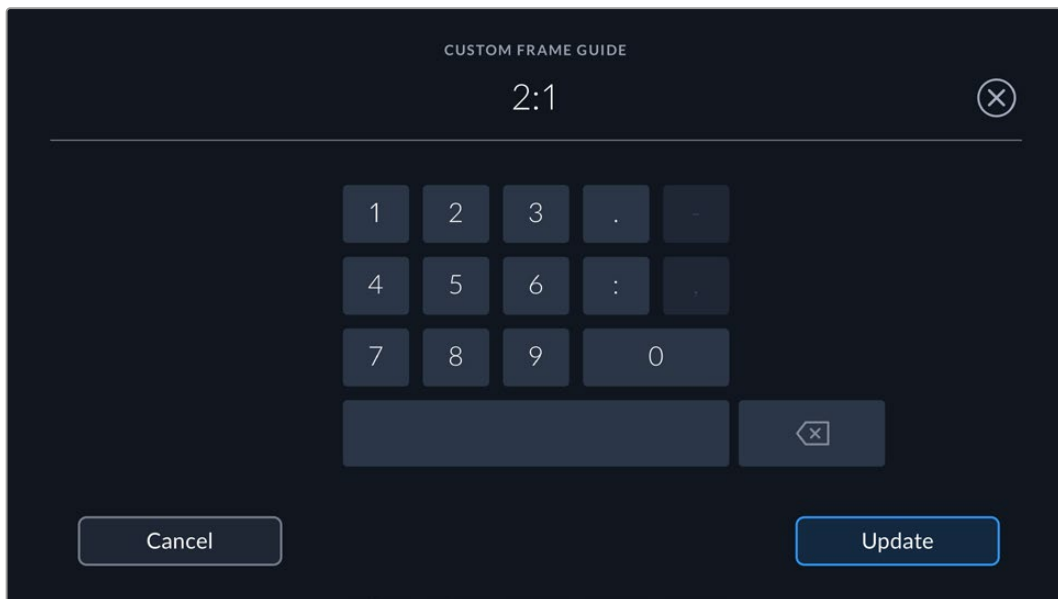 CUSTOM FRAME GUIDE
2:1
1 2 3 . -
4 5 6 : ,
7 8 9 0
Cancel Update